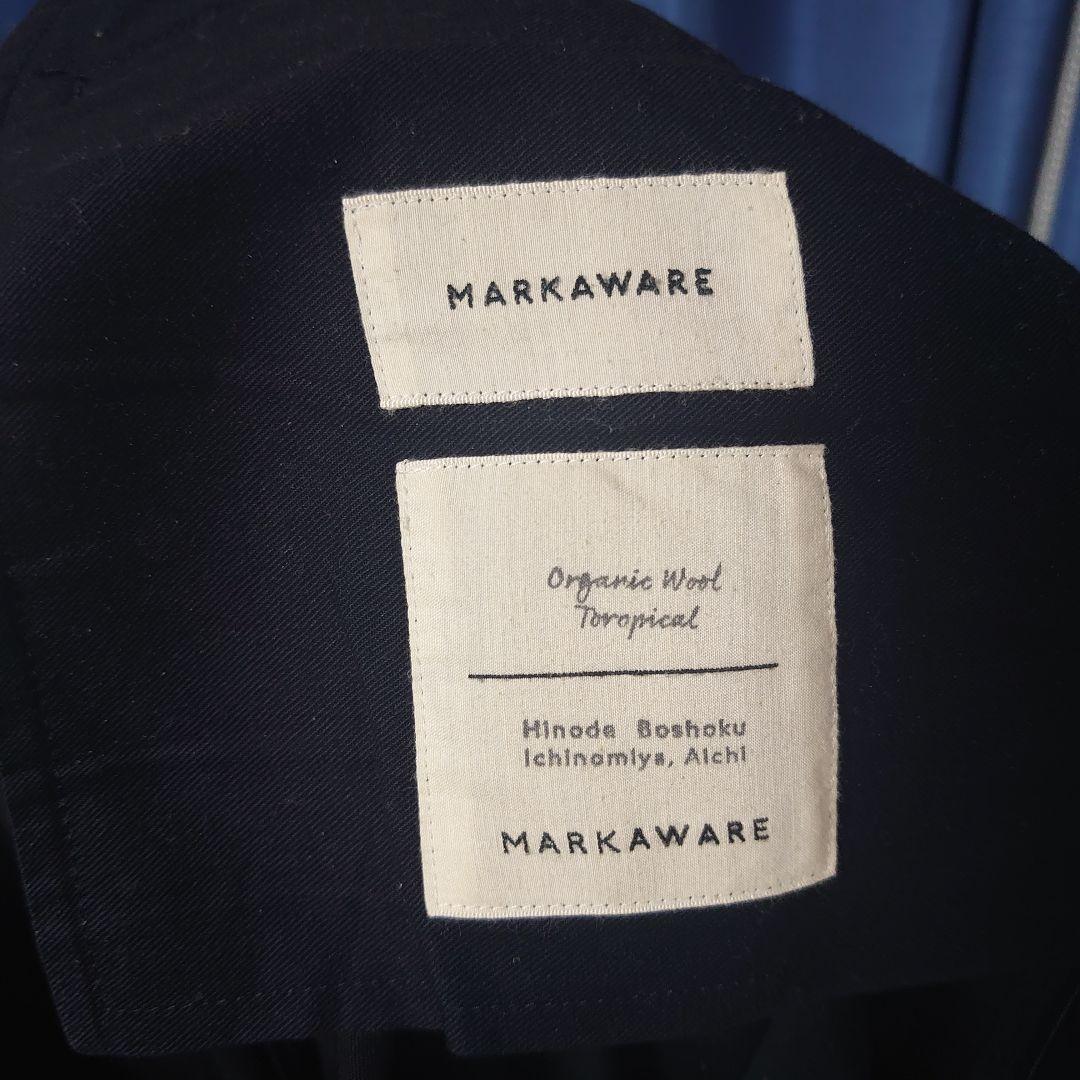 MARKAWARE
Organic Wool
Toropical
Hinode Boshoku
Ichinomiya, Aichi
MARKAWARE